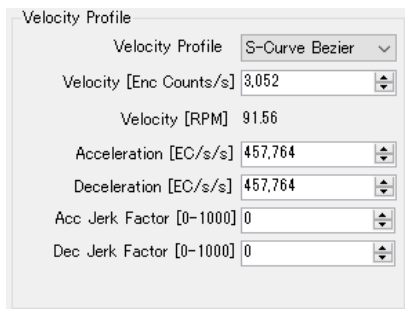 Velocity Profile
Velocity Profile S-Curve Bezier
Velocity [Enc Counts/s] 3,052
Velocity [RPM] 91.56
Acceleration [EC/s/s] 457,764
Deceleration [EC/s/s] 457,764
Acc Jerk Factor [0-1000] 0
Dec Jerk Factor [0-1000] 0